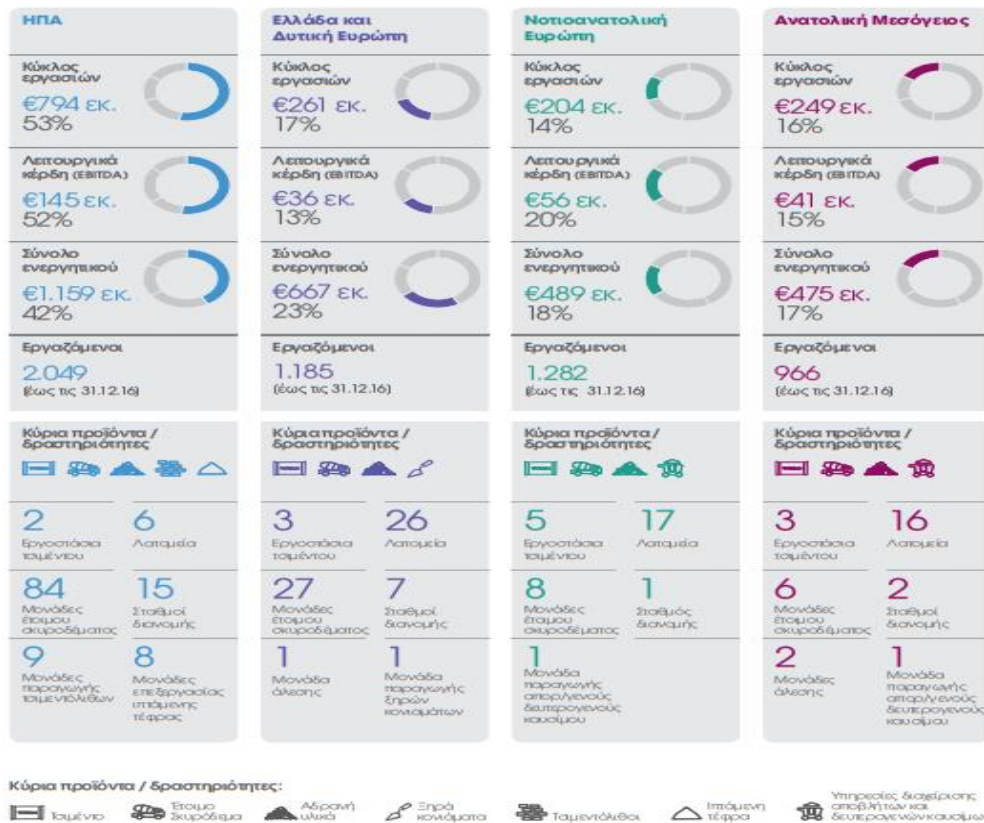 ΗΠΑ
Κύκλος
εργασιών
€794 εκ.
53%
Λειτουργικά
κέρδη (EBITDA)
€145 εκ.
52%
Σύνολο
ενεργητικού
€1.159 εκ.
42%
Εργαζόμενοι
2.049
(έως τις 31.12.16)
Κύρια προϊόντα /
δραστηριότητες
2
Εργοστάσια
τσιμέντου
6
Λατομεία
84
Μονάδες
έτοιμου
σκυροδέματος
15
Σταθμοί
διανομής
9
Μονάδες
παραγωγής
τσιμεντόλιθων
8
Μονάδες
επεξεργασίας
ιπτάμενης
τέφρας
Ελλάδα και
Δυτική Ευρώπη
Κύκλος
εργασιών
€261 εκ.
17%
Λειτουργικά
κέρδη (EBITDA)
€36 εκ.
13%
Σύνολο
ενεργητικού
€667 εκ.
23%
Εργαζόμενοι
1.185
(έως τις 31.12.16)
Κύρια προϊόντα /
δραστηριότητες
3
Εργοστάσια
τσιμέντου
26
Λατομεία
27
Μονάδες
έτοιμου
σκυροδέματος
7
Σταθμοί
διανομής
1
Μονάδα
άλεσης
1
Μονάδα
παραγωγής
ξηρών
κονιαμάτων
Νοτιοανατολική
Ευρώπη
Κύκλος
εργασιών
€204 εκ.
14%
Λειτουργικά
κέρδη (EBITDA)
€56 εκ.
20%
Σύνολο
ενεργητικού
€489 εκ.
18%
Εργαζόμενοι
1.282
(έως τις 31.12.16)
Κύρια προϊόντα /
δραστηριότητες
5
Εργοστάσια
τσιμέντου
17
Λατομεία
8
Μονάδες
έτοιμου
σκυροδέματος
1
Σταθμός
διανομής
1
Μονάδα
παραγωγής
απορ/γενούς
δευτερογενούς
καυσίμου
Ανατολική Μεσόγειος
Κύκλος
εργασιών
€249 εκ.
16%
Λειτουργικά
κέρδη (EBITDA)
€41 εκ.
15%
Σύνολο
ενεργητικού
€475 εκ.
17%
Εργαζόμενοι
966
(έως τις 31.12.16)
Κύρια προϊόντα /
δραστηριότητες
3
Εργοστάσια
τσιμέντου
16
Λατομεία
6
Μονάδες
έτοιμου
σκυροδέματος
2
Σταθμοί
διανομής
2
Μονάδες
άλεσης
1
Μονάδα
παραγωγής
απορ/γενούς
δευτερογενούς
καυσίμου
Κύρια προϊόντα / δραστηριότητες:
Τσιμέντο
Έτοιμο
Σκυρόδεμα
Αδρανή
υλικά
Ξηρά
κονιάματα
Τσιμεντόλιθοι
Ιπτάμενη
τέφρα
Υπηρεσίες διαχείρισης
αποβλήτων και
δευτερογενών καυσίμων